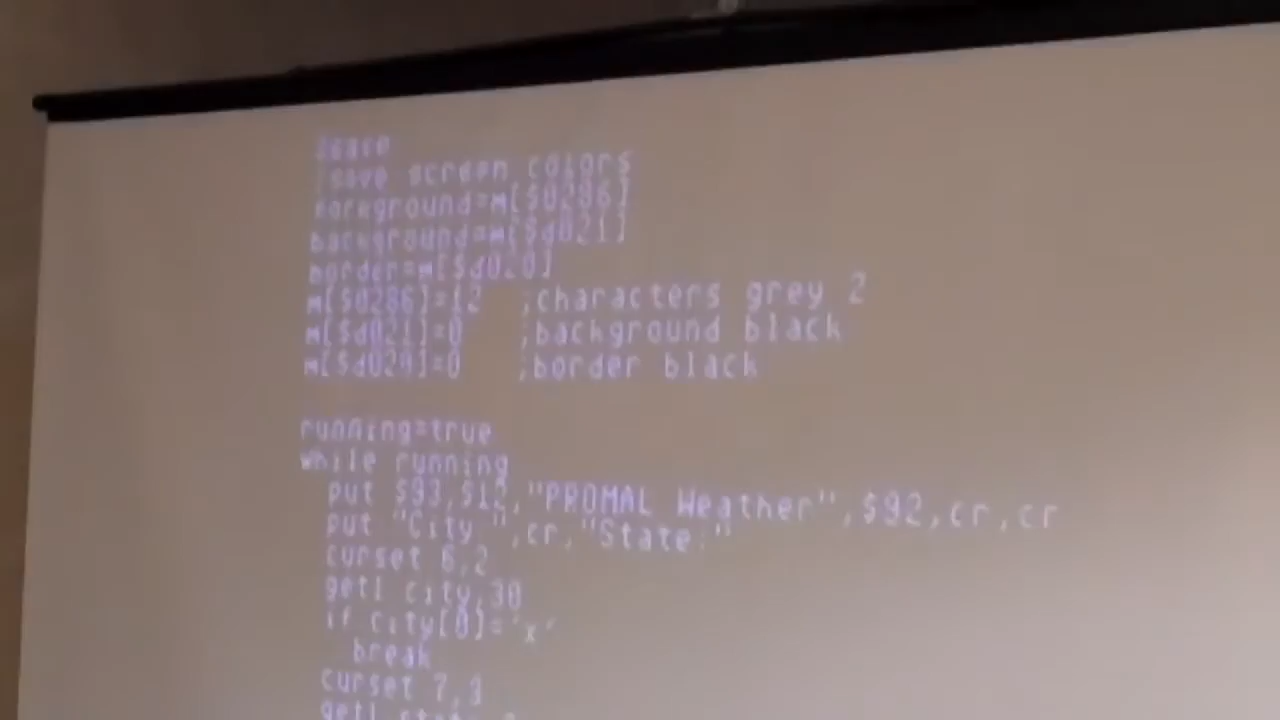 ;save screen colors
foreground=m[$0286]
background=m[$d021]
border=m[$d020]
m[$0286]=12 ;characters grey 2
m[$d021]=0 ;background black
m[$d020]=0 ;border black
running=true
while running
put $93,$12,"PROMAL Weather",$92,cr,cr
put "City:",cr,"State:"
curset 6,2
getl city,30
if city[0]='x'
break
curset 7,3
getl